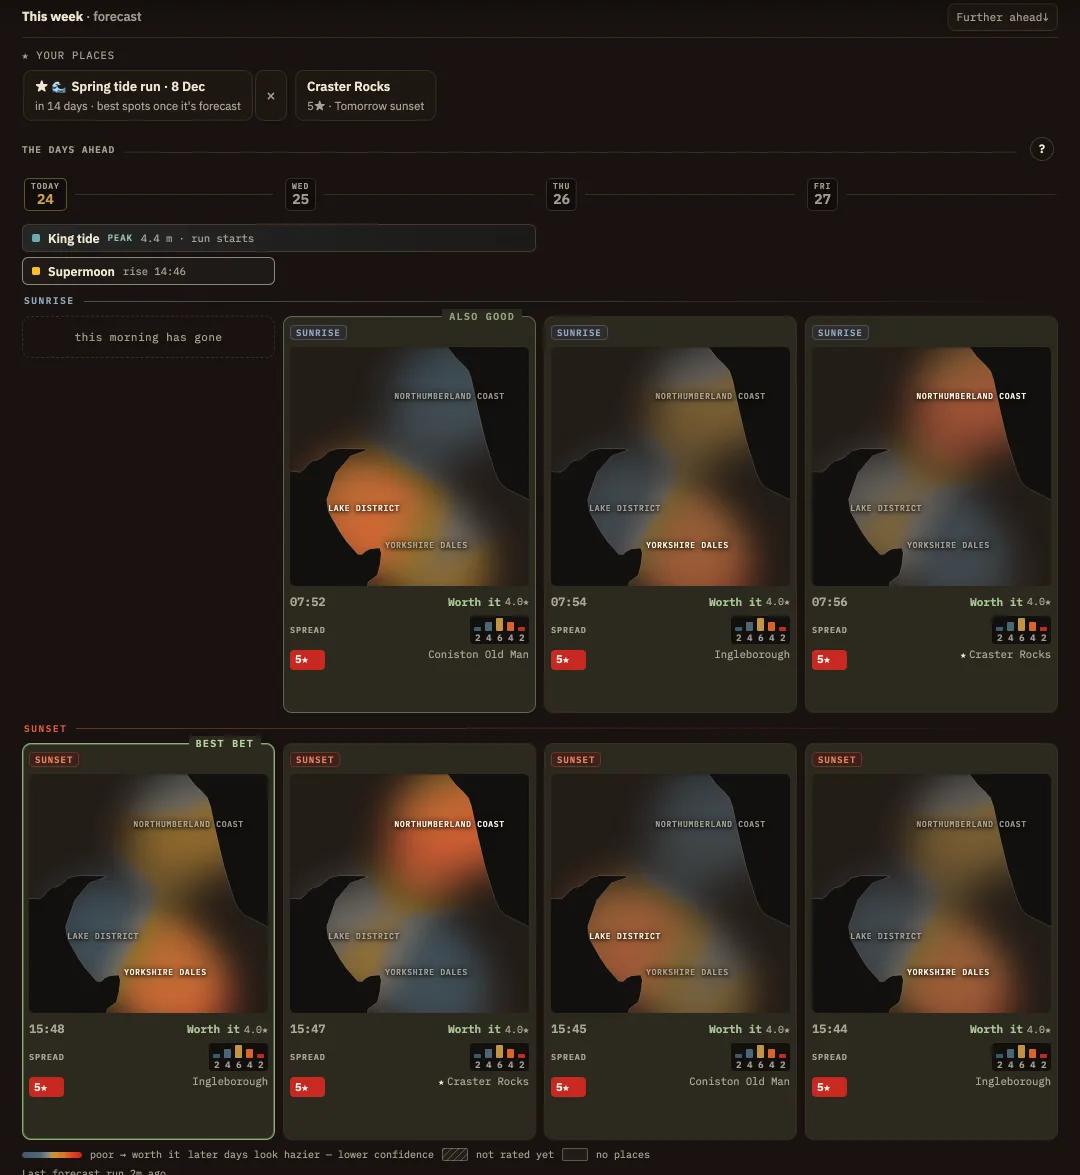 This week · forecast
Further ahead↓
★ YOUR PLACES
★ 🌊 Spring tide run · 8 Dec
in 14 days · best spots once it's forecast
×
Craster Rocks
5★ · Tomorrow sunset
THE DAYS AHEAD
?
TODAY
24
WED
25
THU
26
FRI
27
King tide PEAK 4.4 m · run starts
Supermoon rise 14:46
SUNRISE
this morning has gone
ALSO GOOD
SUNRISE
NORTHUMBERLAND COAST
LAKE DISTRICT
YORKSHIRE DALES
07:52
Worth it 4.0★
SPREAD
2 4 6 4 2
5★
Coniston Old Man
SUNRISE
NORTHUMBERLAND COAST
LAKE DISTRICT
YORKSHIRE DALES
07:54
Worth it 4.0★
SPREAD
2 4 6 4 2
5★
Ingleborough
SUNRISE
NORTHUMBERLAND COAST
LAKE DISTRICT
YORKSHIRE DALES
07:56
Worth it 4.0★
SPREAD
2 4 6 4 2
5★
★ Craster Rocks
SUNSET
BEST BET
SUNSET
NORTHUMBERLAND COAST
LAKE DISTRICT
YORKSHIRE DALES
15:48
Worth it 4.0★
SPREAD
2 4 6 4 2
5★
Ingleborough
SUNSET
NORTHUMBERLAND COAST
LAKE DISTRICT
YORKSHIRE DALES
15:47
Worth it 4.0★
SPREAD
2 4 6 4 2
5★
★ Craster Rocks
SUNSET
NORTHUMBERLAND COAST
LAKE DISTRICT
YORKSHIRE DALES
15:45
Worth it 4.0★
SPREAD
2 4 6 4 2
5★
Coniston Old Man
SUNSET
NORTHUMBERLAND COAST
LAKE DISTRICT
YORKSHIRE DALES
15:44
Worth it 4.0★
SPREAD
2 4 6 4 2
5★
Ingleborough
poor → worth it later days look hazier — lower confidence not rated yet no places
Last forecast run 2m ago